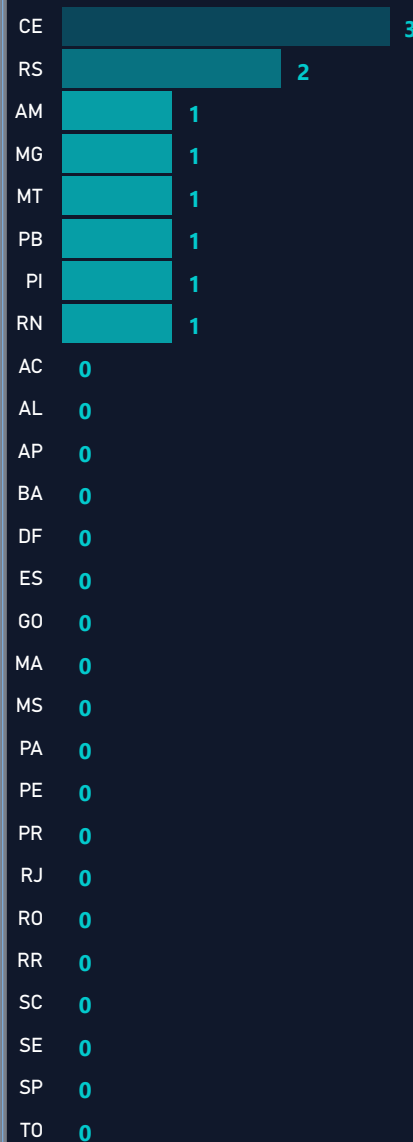 CE 3
RS 2
AM 1
MG 1
MT 1
PB 1
PI 1
RN 1
AC 0
AL 0
AP 0
BA 0
DF 0
ES 0
GO 0
MA 0
MS 0
PA 0
PE 0
PR 0
RJ 0
RO 0
RR 0
SC 0
SE 0
SP 0
TO 0